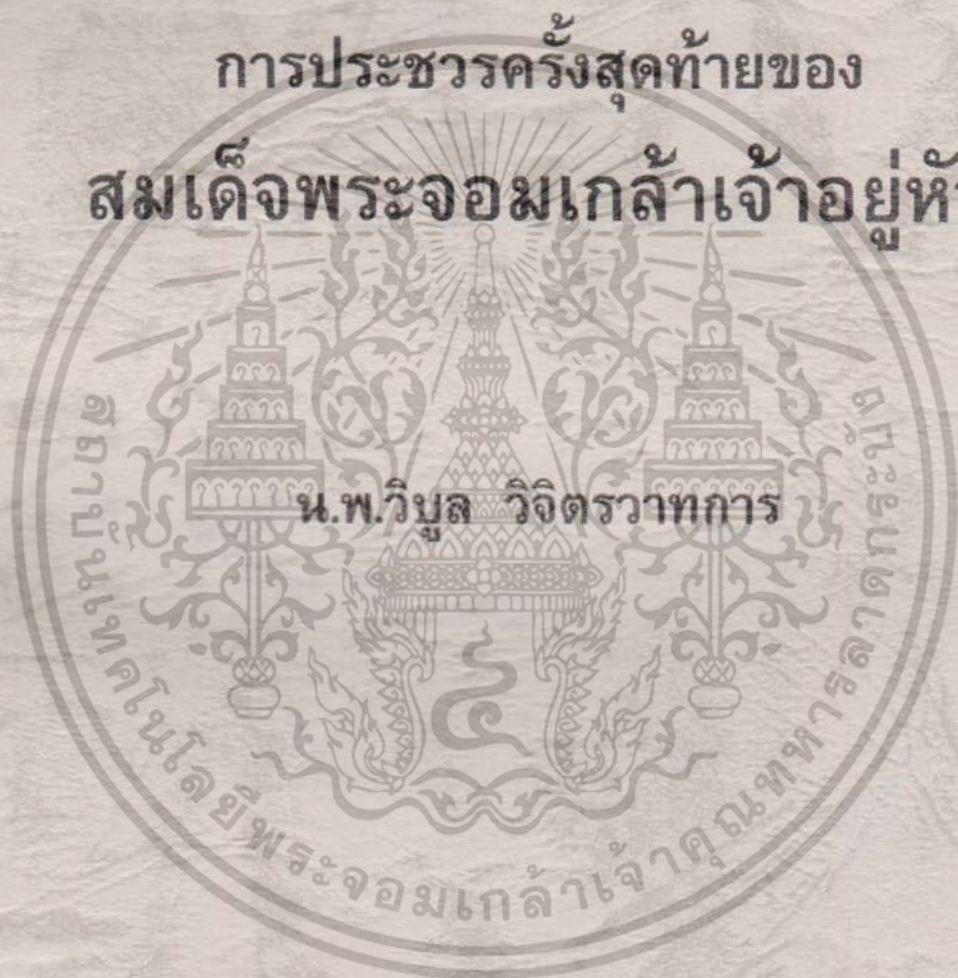 การประชวรครั้งสุดท้ายของ
สมเด็จพระจอมเกล้าเจ้าอยู่หั
น.พ.วิบูล วิจิตรวาทการ
สถาบันเทคโนโลยีพระจอมเกล้าเจ้าคุณทหารลาดกระบัง
๔